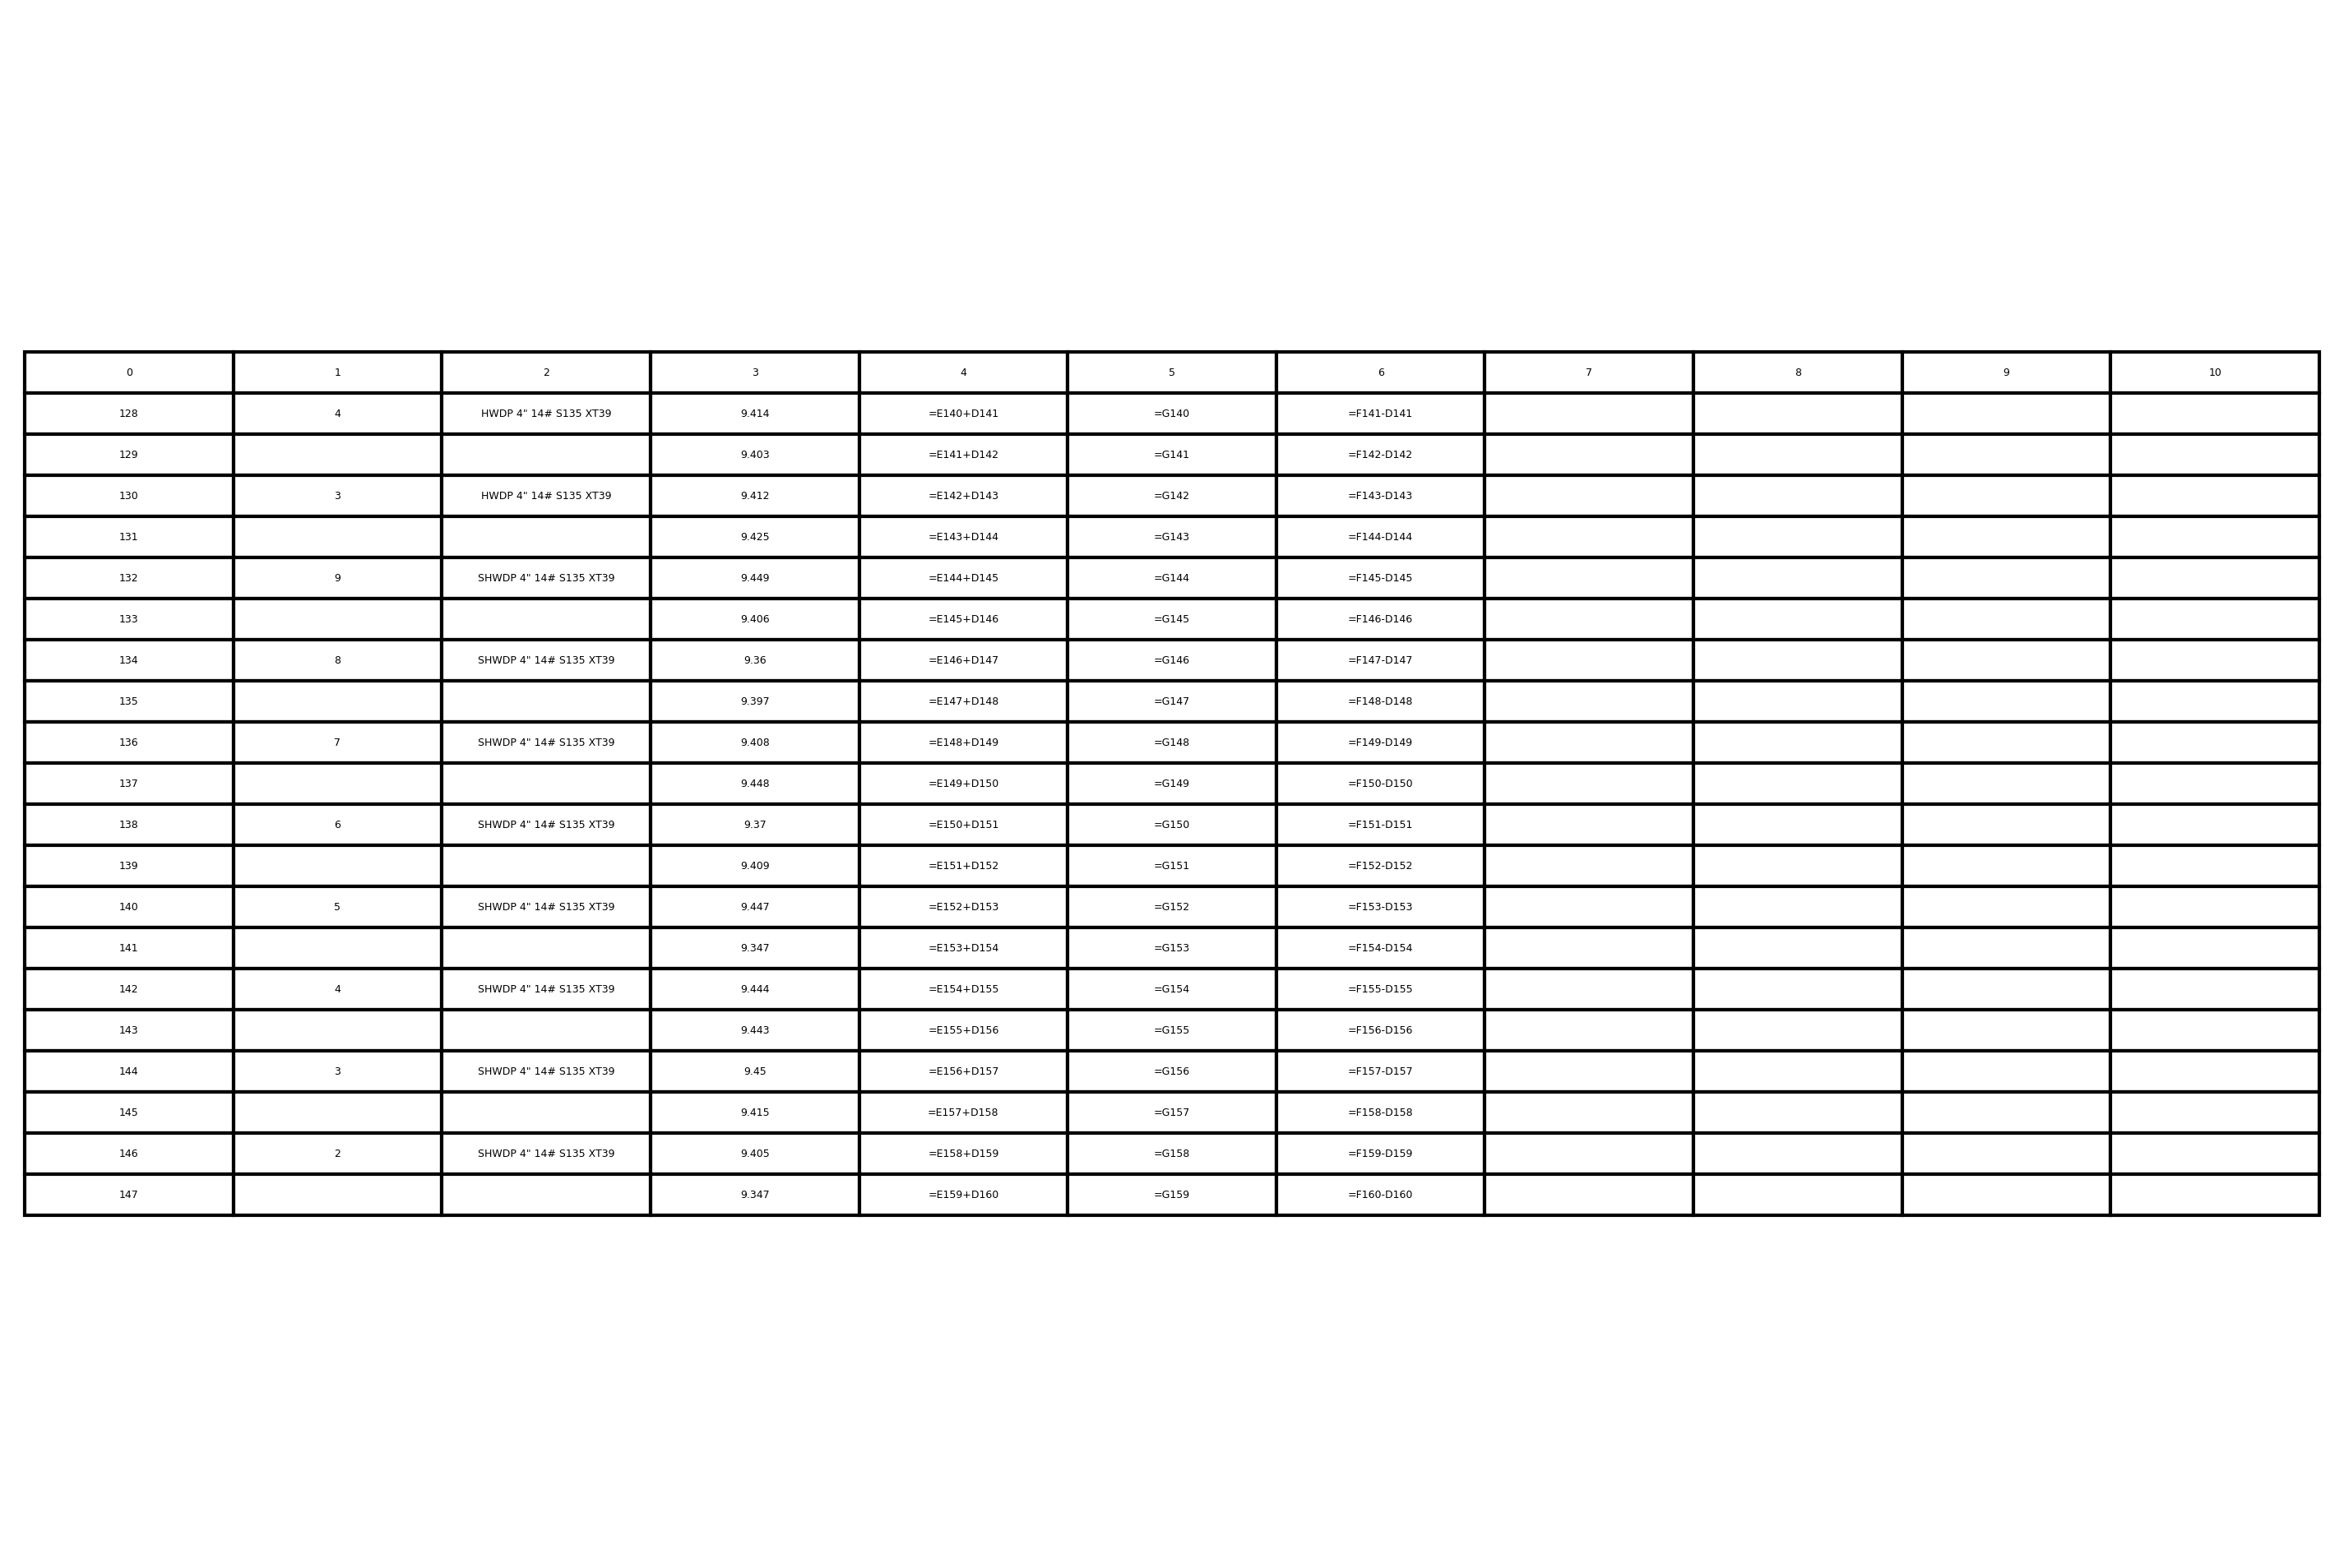 0 1 2 3 4 5 6 7 8 9 10
128 4 HWDP 4" 14# S135 XT39 9.414 =E140+D141 =G140 =F141-D141
129 9.403 =E141+D142 =G141 =F142-D142
130 3 HWDP 4" 14# S135 XT39 9.412 =E142+D143 =G142 =F143-D143
131 9.425 =E143+D144 =G143 =F144-D144
132 9 SHWDP 4" 14# S135 XT39 9.449 =E144+D145 =G144 =F145-D145
133 9.406 =E145+D146 =G145 =F146-D146
134 8 SHWDP 4" 14# S135 XT39 9.36 =E146+D147 =G146 =F147-D147
135 9.397 =E147+D148 =G147 =F148-D148
136 7 SHWDP 4" 14# S135 XT39 9.408 =E148+D149 =G148 =F149-D149
137 9.448 =E149+D150 =G149 =F150-D150
138 6 SHWDP 4" 14# S135 XT39 9.37 =E150+D151 =G150 =F151-D151
139 9.409 =E151+D152 =G151 =F152-D152
140 5 SHWDP 4" 14# S135 XT39 9.447 =E152+D153 =G152 =F153-D153
141 9.347 =E153+D154 =G153 =F154-D154
142 4 SHWDP 4" 14# S135 XT39 9.444 =E154+D155 =G154 =F155-D155
143 9.443 =E155+D156 =G155 =F156-D156
144 3 SHWDP 4" 14# S135 XT39 9.45 =E156+D157 =G156 =F157-D157
145 9.415 =E157+D158 =G157 =F158-D158
146 2 SHWDP 4" 14# S135 XT39 9.405 =E158+D159 =G158 =F159-D159
147 9.347 =E159+D160 =G159 =F160-D160